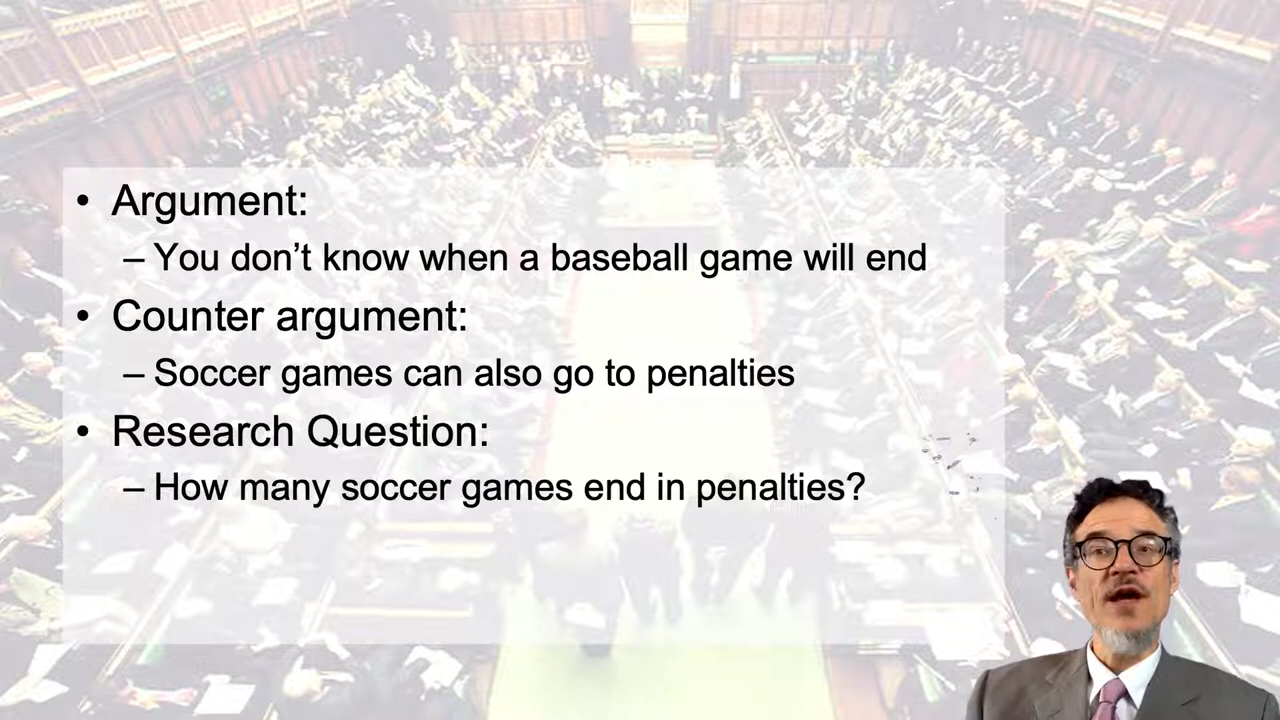 • Argument:
– You don’t know when a baseball game will end
• Counter argument:
– Soccer games can also go to penalties
• Research Question:
– How many soccer games end in penalties?